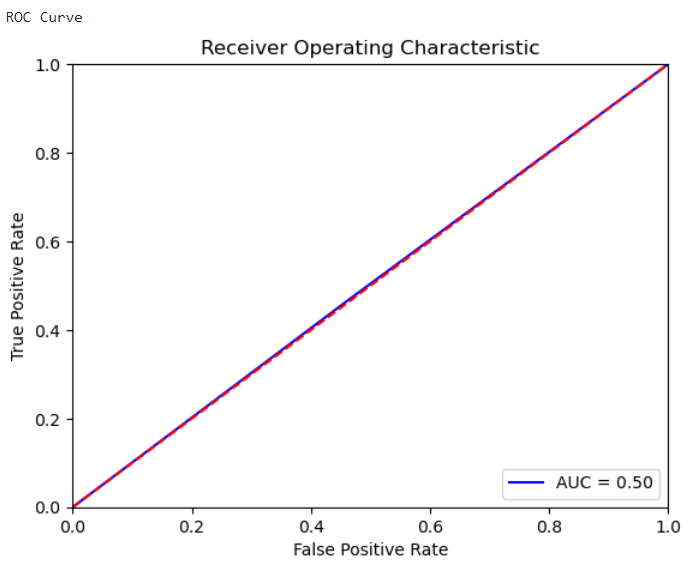 ROC Curve
Receiver Operating Characteristic
1.0
0.8
0.6
0.4
0.2
0.0
True Positive Rate
AUC = 0.50
0.0 0.2 0.4 0.6 0.8 1.0
False Positive Rate